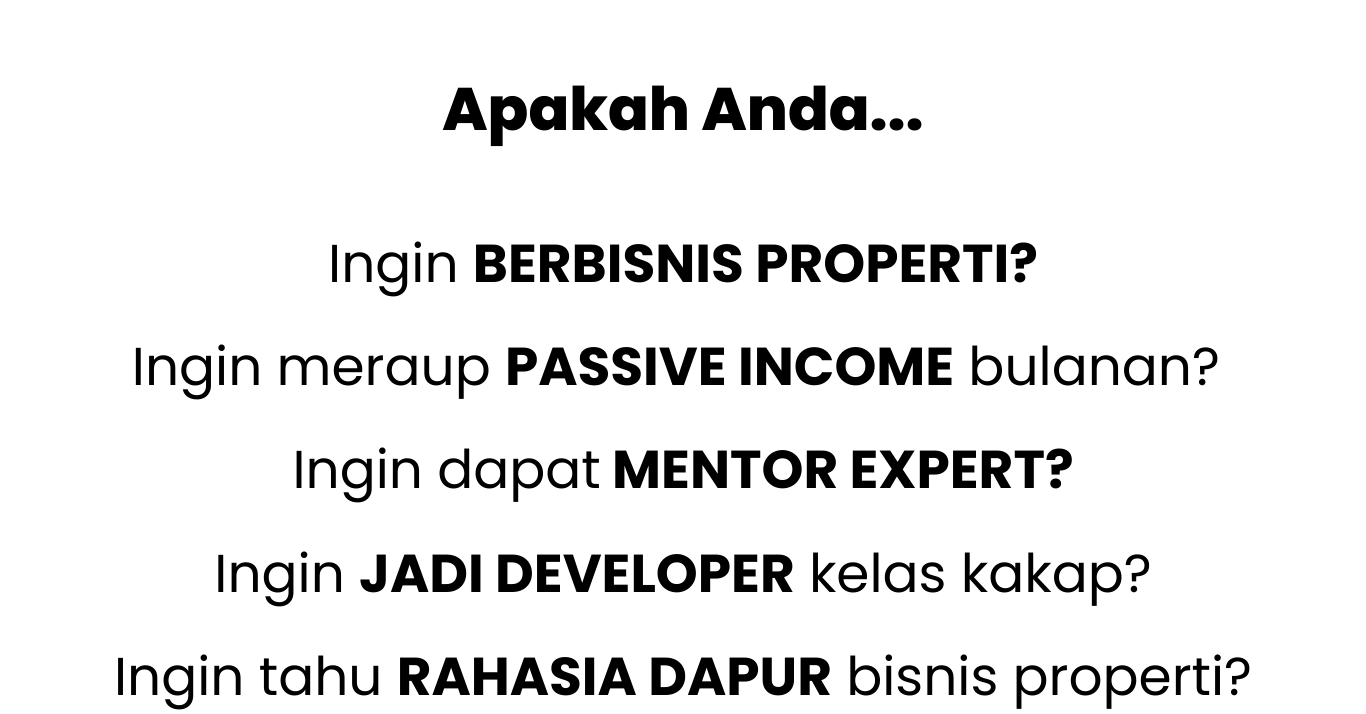 Apakah Anda...
Ingin BERBISNIS PROPERTI?
Ingin meraup PASSIVE INCOME bulanan?
Ingin dapat MENTOR EXPERT?
Ingin JADI DEVELOPER kelas kakap?
Ingin tahu RAHASIA DAPUR bisnis properti?